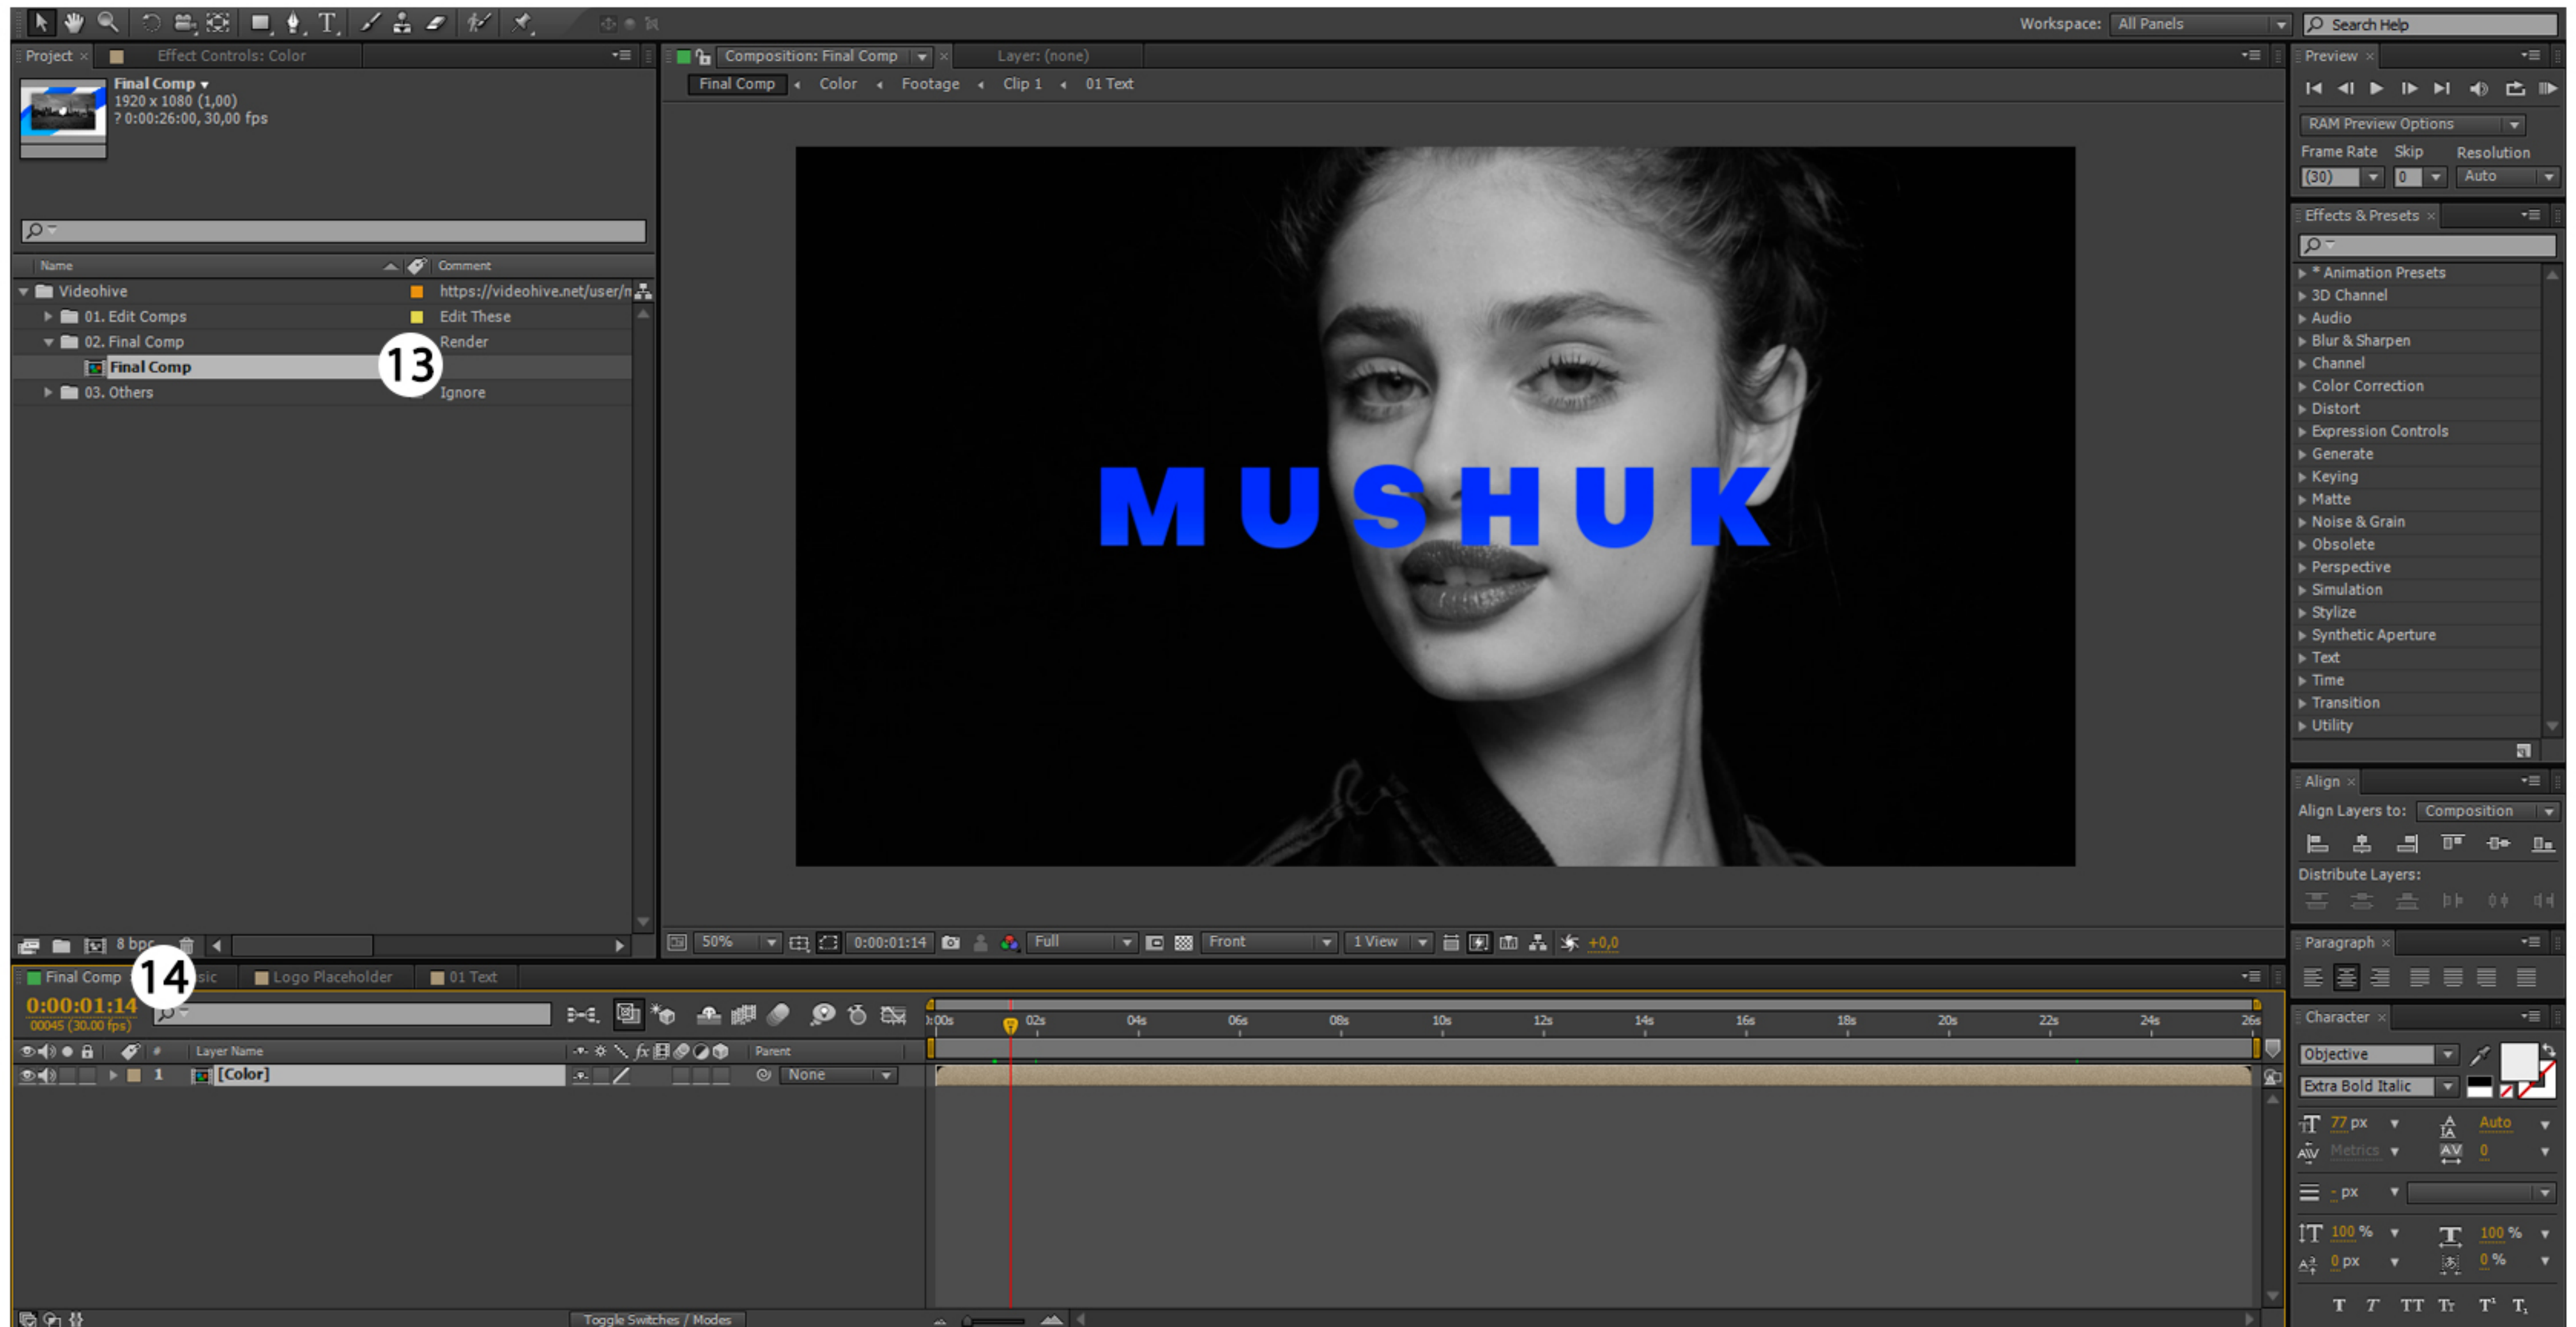 Workspace: All Panels Search Help
Project Effect Controls: Color
Final Comp
1920 x 1080 (1,00)
? 0:00:26:00, 30,00 fps
Name Comment
Videohive https://videohive.net/user/
01. Edit Comps Edit These
02. Final Comp Render
Final Comp
13
03. Others Ignore
8 bpc
Composition: Final Comp Layer: (none)
Final Comp Color Footage Clip 1 01 Text
MUSHUK
50% 0:00:01:14 Full Front 1 View +0,0
Preview
RAM Preview Options
Frame Rate Skip Resolution
(30) 0 Auto
Effects & Presets
* Animation Presets
3D Channel
Audio
Blur & Sharpen
Channel
Color Correction
Distort
Expression Controls
Generate
Keying
Matte
Noise & Grain
Obsolete
Perspective
Simulation
Stylize
Synthetic Aperture
Text
Time
Transition
Utility
Align
Align Layers to: Composition
Distribute Layers:
Paragraph
Character
Objective
Extra Bold Italic
77 px Auto
Metrics 0
- px
100 % 100 %
0 px 0 %
T T TT Tt T¹ T₁
Final Comp 14 sic Logo Placeholder 01 Text
0:00:01:14
00045 (30.00 fps)
:00s 02s 04s 06s 08s 10s 12s 14s 16s 18s 20s 22s 24s 26s
# Layer Name Parent
1 [Color] None
Toggle Switches / Modes